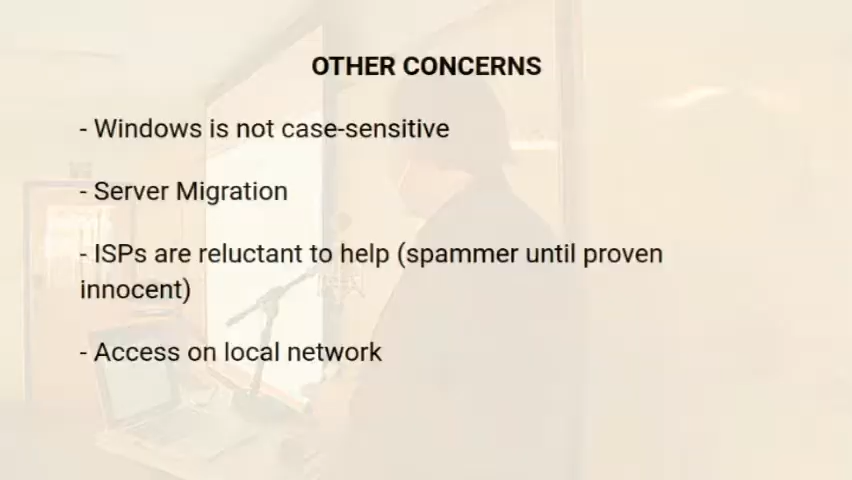 OTHER CONCERNS
- Windows is not case-sensitive
- Server Migration
- ISPs are reluctant to help (spammer until proven
innocent)
- Access on local network